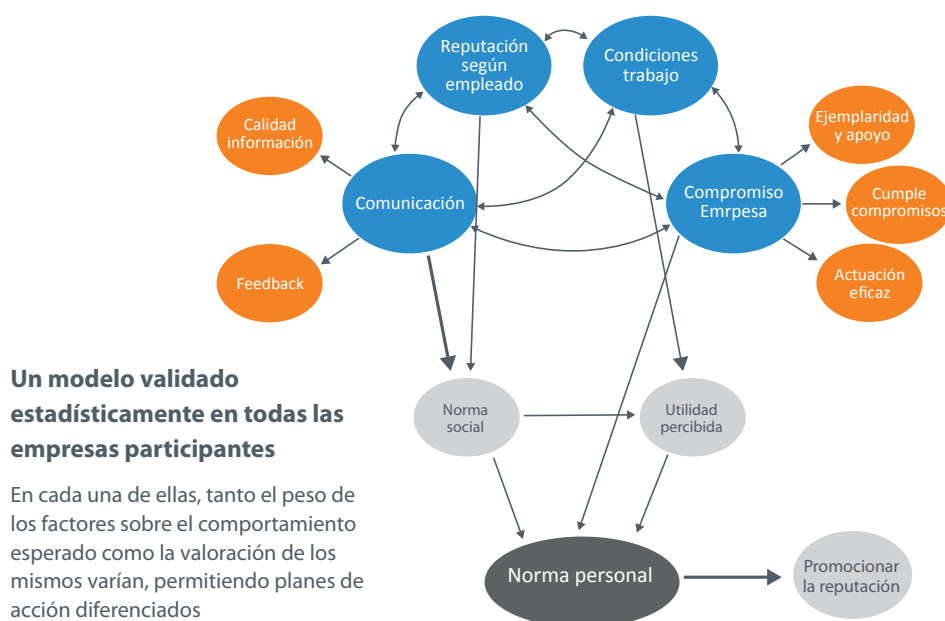 Reputación
según
empleado
Condiciones
trabajo
Calidad
información
Ejemplaridad
y apoyo
Comunicación
Compromiso
Emrpesa
Cumple
compromisos
Feedback
Actuación
eficaz
Un modelo validado
estadísticamente en todas las
empresas participantes
Norma
social
Utilidad
percibida
En cada una de ellas, tanto el peso de
los factores sobre el comportamiento
esperado como la valoración de los
mismos varían, permitiendo planes de
acción diferenciados
Norma personal
Promocionar
la reputación